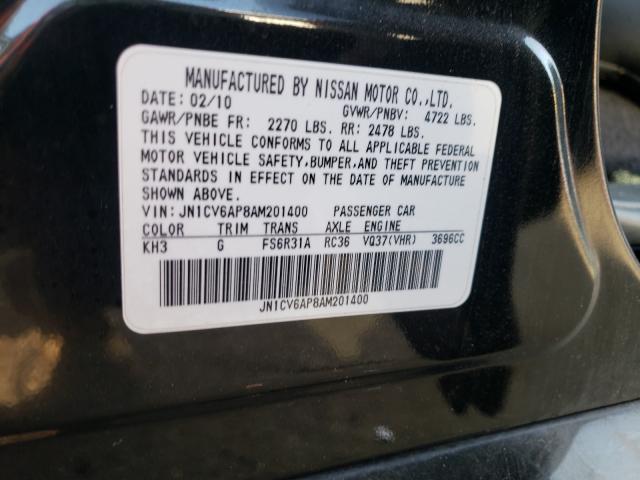 MANUFACTURED BY NISSAN MOTOR CO.,LTD.
DATE: 02/10 GVWR/PNBV: 4722 LBS.
GAWR/PNBE FR: 2270 LBS. RR: 2478 LBS.
THIS VEHICLE CONFORMS TO ALL APPLICABLE FEDERAL
MOTOR VEHICLE SAFETY, BUMPER, AND THEFT PREVENTION
STANDARDS IN EFFECT ON THE DATE OF MANUFACTURE
SHOWN ABOVE.
VIN: JN1CV6AP8AM201400 PASSENGER CAR
COLOR TRIM TRANS AXLE ENGINE
KH3 G FS6R31A RC36 VQ37(VHR) 3696CC
JN1CV6AP8AM201400